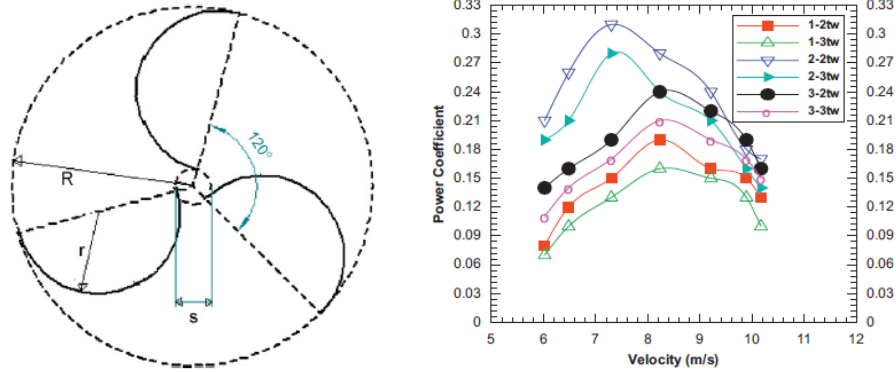 R
r
s
120°
0.33
0.3
0.27
0.24
0.21
0.18
0.15
0.12
0.09
0.06
0.03
0
Power Coefficient
1-2tw
1-3tw
2-2tw
2-3tw
3-2tw
3-3tw
0.33
0.3
0.27
0.24
0.21
0.18
0.15
0.12
0.09
0.06
0.03
0
5 6 7 8 9 10 11 12
Velocity (m/s)